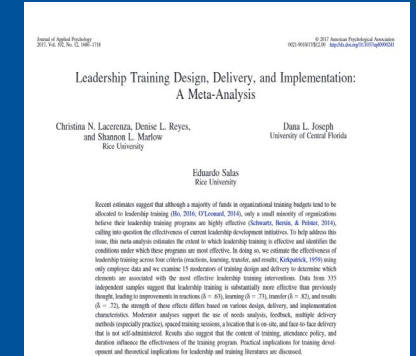 Journal of Applied Psychology
2017, Vol. 102, No. 12, 1686–1718
© 2017 American Psychological Association
0021-9010/17/$12.00 http://dx.doi.org/10.1037/apl0000241
Leadership Training Design, Delivery, and Implementation:
A Meta-Analysis
Christina N. Lacerenza, Denise L. Reyes,
and Shannon L. Marlow
Rice University
Dana L. Joseph
University of Central Florida
Eduardo Salas
Rice University
Recent estimates suggest that although a majority of funds in organizational training budgets tend to be
allocated to leadership training (Ho, 2016; O'Leonard, 2014), only a small minority of organizations
believe their leadership training programs are highly effective (Schwartz, Bersin, & Pelster, 2014),
calling into question the effectiveness of current leadership development initiatives. To help address this
issue, this meta-analysis estimates the extent to which leadership training is effective and identifies the
conditions under which these programs are most effective. In doing so, we estimate the effectiveness of
leadership training across four criteria (reactions, learning, transfer, and results; Kirkpatrick, 1959) using
only employee data and we examine 15 moderators of training design and delivery to determine which
elements are associated with the most effective leadership training interventions. Data from 335
independent samples suggest that leadership training is substantially more effective than previously
thought, leading to improvements in reactions (δ = .63), learning (δ = .73), transfer (δ = .82), and results
(δ = .72), the strength of these effects differs based on various design, delivery, and implementation
characteristics. Moderator analyses support the use of needs analysis, feedback, multiple delivery
methods (especially practice), spaced training sessions, a location that is on-site, and face-to-face delivery
that is not self-administered. Results also suggest that the content of training, attendance policy, and
duration influence the effectiveness of the training program. Practical implications for training devel-
opment and theoretical implications for leadership and training literatures are discussed.